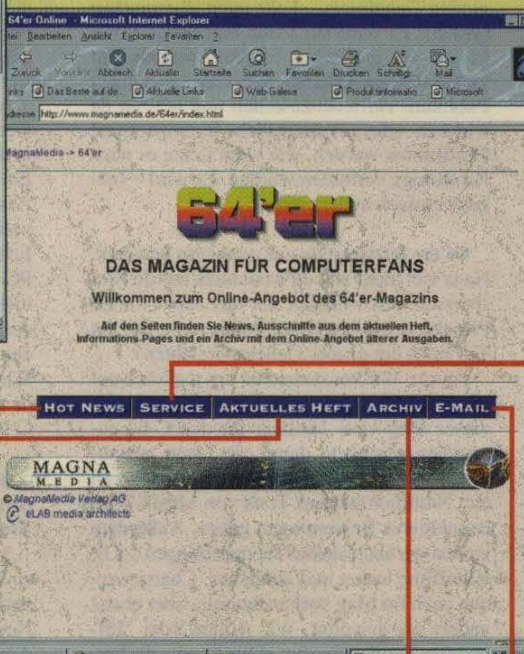 64'er Online - Microsoft Internet Explorer
Bearbeiten Ansicht Explorer Favoriten ?
Zurück Vorwärts Abbrech. Aktualisi. Startseite Suchen Favoriten Drucken Schriftgr. Mail
Das Beste auf de.. Aktuelle Links Web Galerie Produktinformatio.. Microsoft
http://www.magnamedia.de/64er/index.html
MagnaMedia -> 64'er
64'er
DAS MAGAZIN FÜR COMPUTERFANS
Willkommen zum Online-Angebot des 64'er-Magazins
Auf den Seiten finden Sie News, Ausschnitte aus dem aktuellen Heft,
Informations-Pages und ein Archiv mit dem Online-Angebot älterer Ausgaben.
HOT NEWS SERVICE AKTUELLES HEFT ARCHIV E-MAIL
MAGNA
MEDIA
© MagnaMedia Verlag AG
eLAB media architects